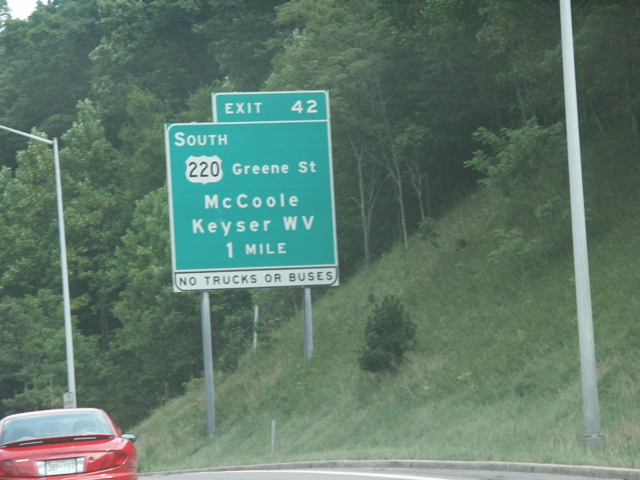 EXIT 42
SOUTH
220 Greene St
McCoole
Keyser WV
1 MILE
NO TRUCKS OR BUSES